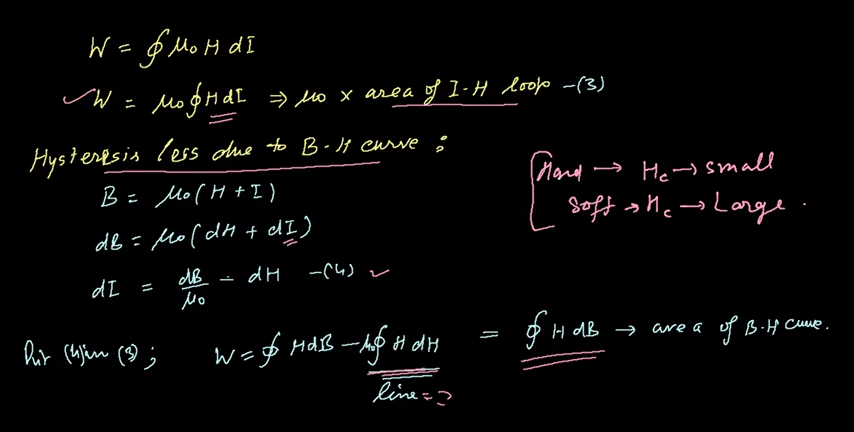 W = ∮ μ₀ H dI
W = μ₀ ∮ H dI ⇒ μ₀ × area of I-H loop -(3)
Hysteresis less due to B-H curve :
B = μ₀ (H + I)
dB = μ₀ (dH + dI)
dI = dB/μ₀ - dH -(4)
Hard → Hc → small
Soft → Hc → Large .
Put (4) in (3) ; W = ∮ H dB - μ₀ ∮ H dH = ∮ H dB → area of B-H curve.
line =